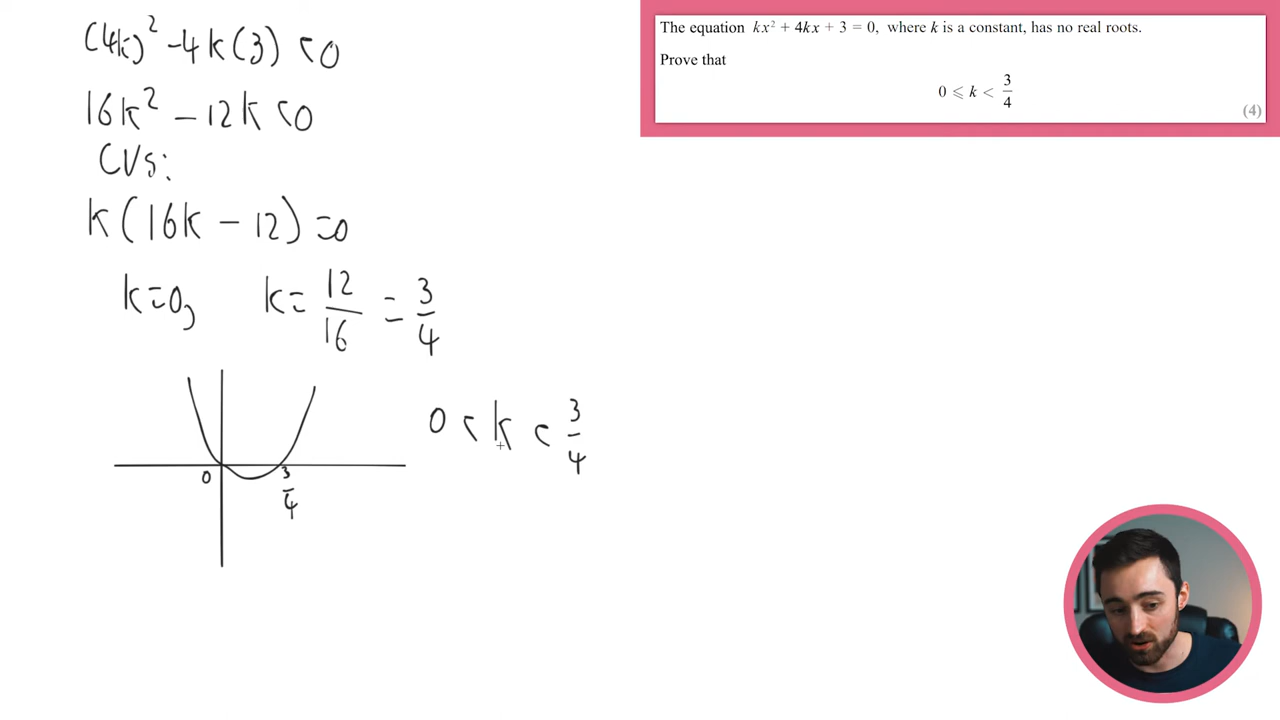 (4k)² - 4k(3) < 0
16k² - 12k < 0
CVs:
k(16k - 12) = 0
k=0, k = 12/16 = 3/4
0 3/4
0 < k < 3/4
The equation kx² + 4kx + 3 = 0, where k is a constant, has no real roots.
Prove that
0 ⩽ k < 3/4
(4)